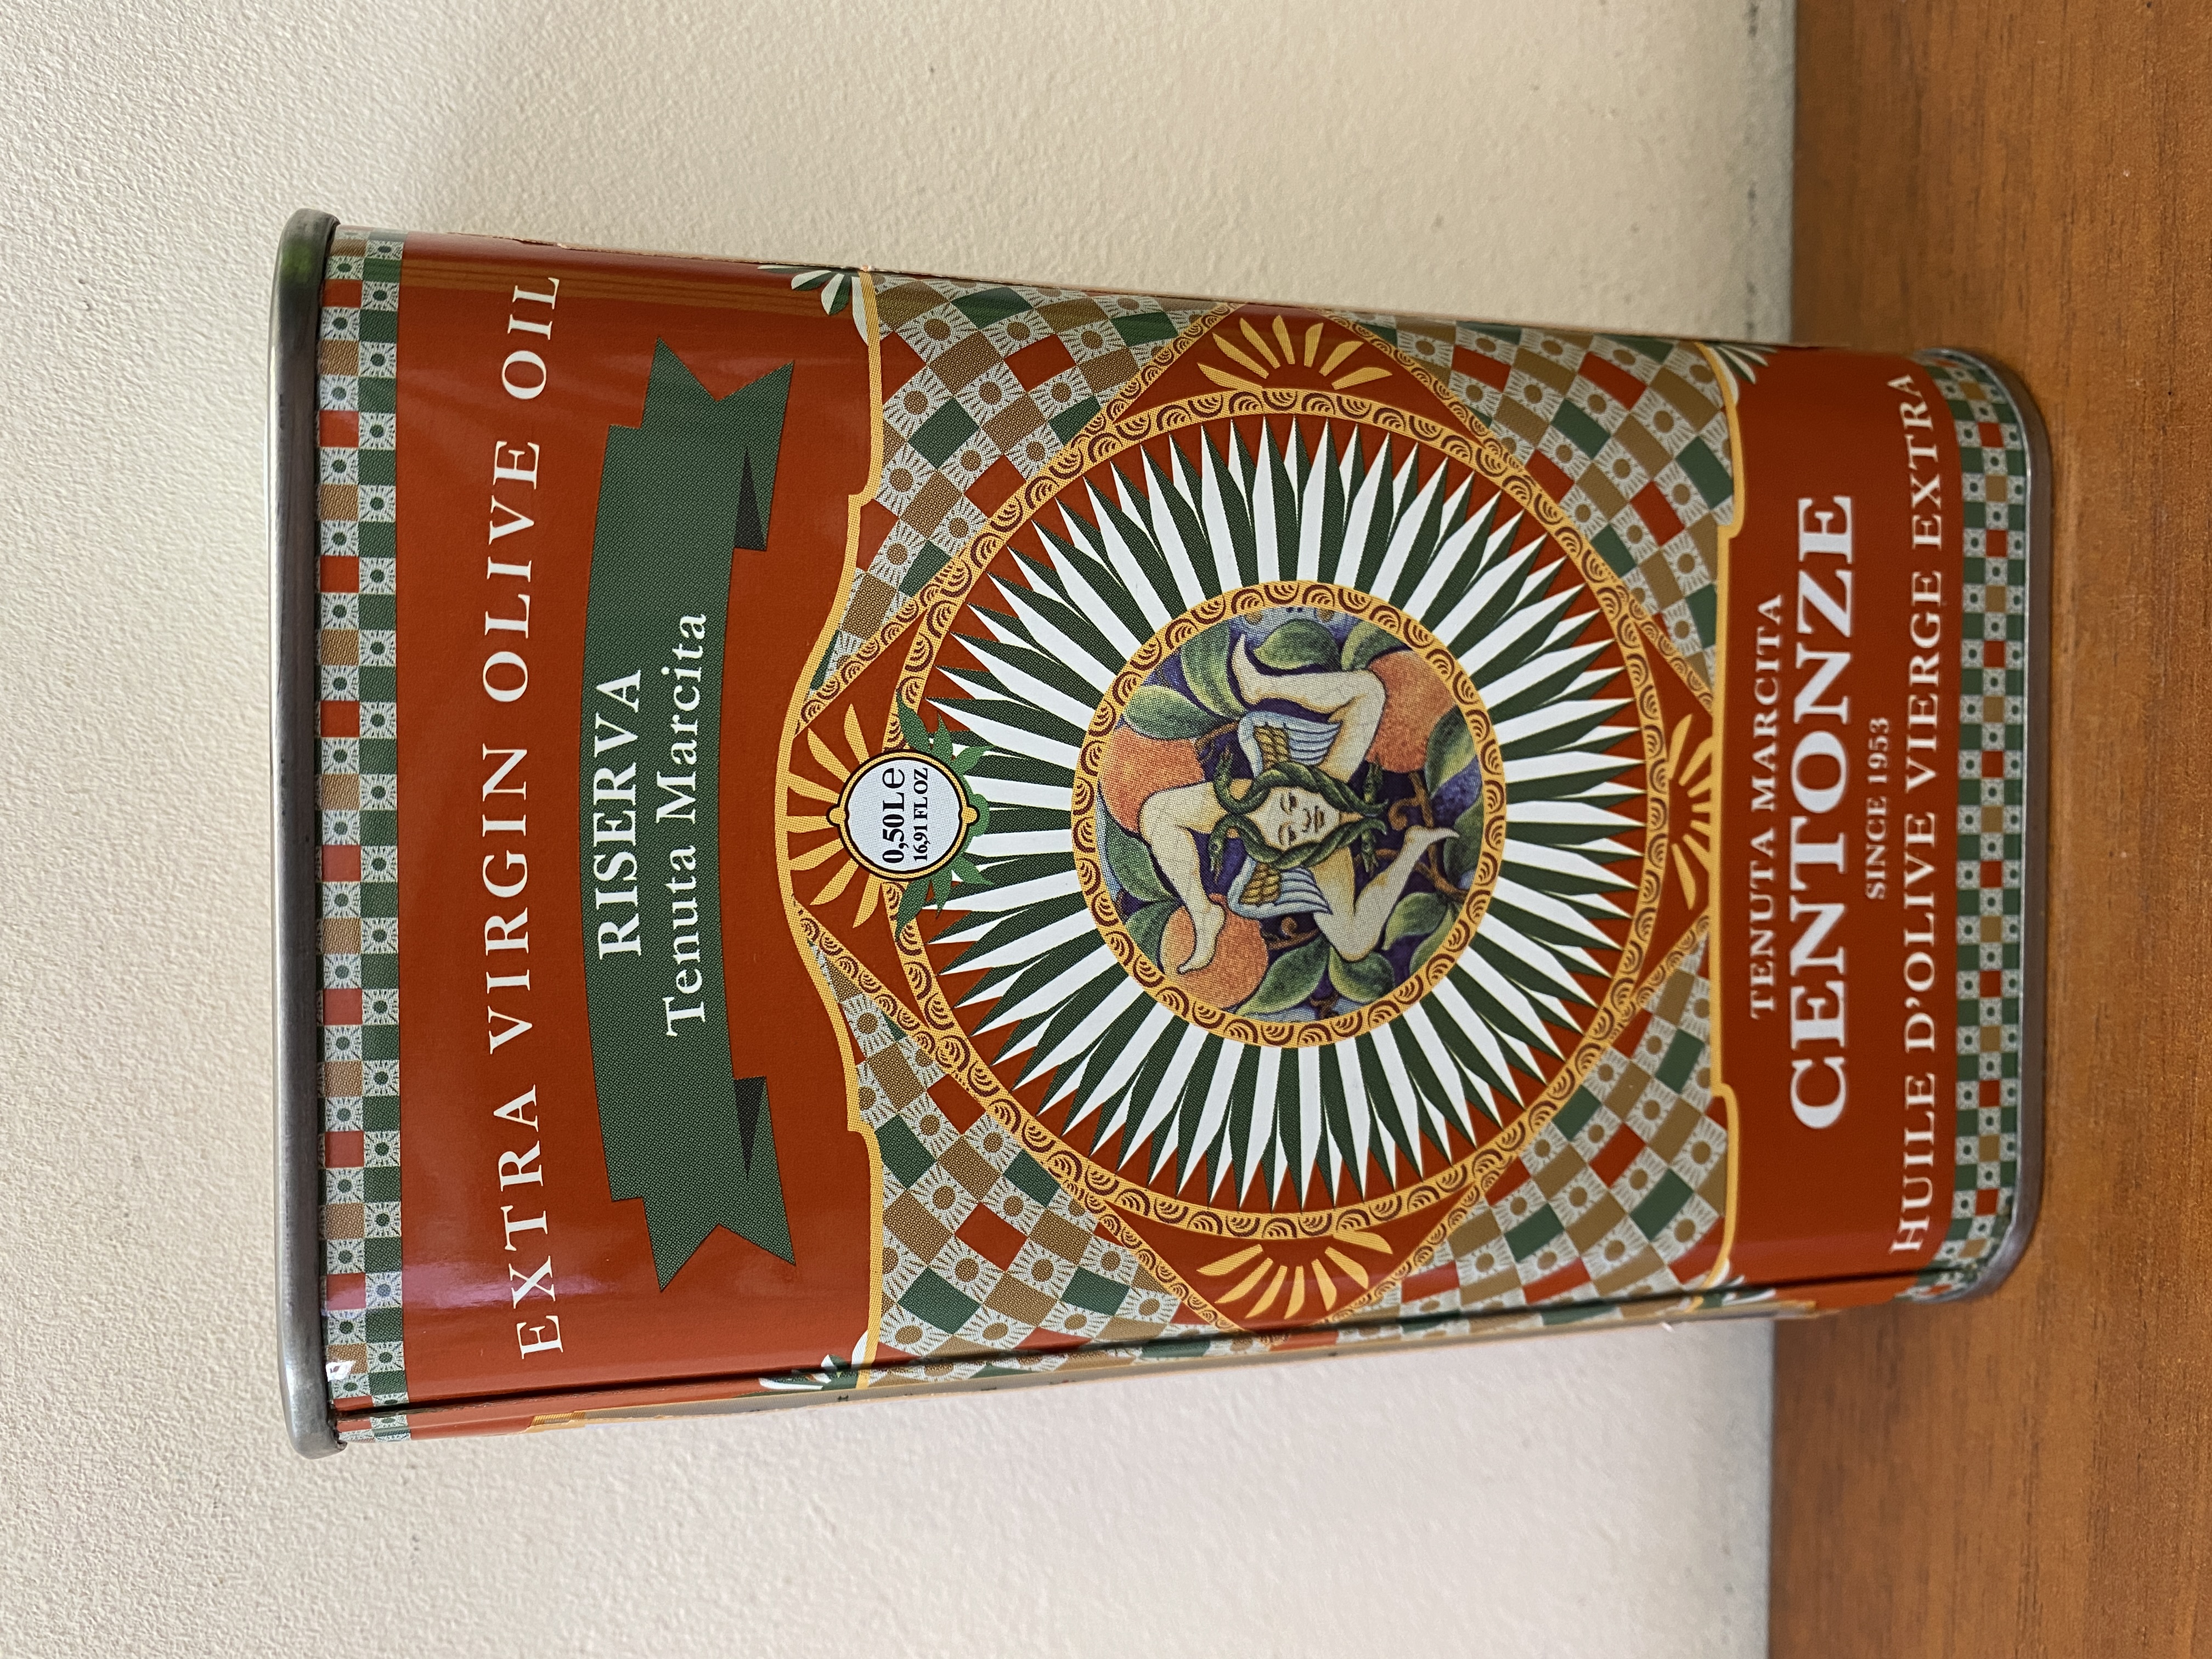 EXTRA VIRGIN OLIVE OIL
RISERVA
Tenuta Marcita
0,50L e
16,91 FL OZ
TENUTA MARCITA
CENTONZE
SINCE 1953
HUILE D'OLIVE VIERGE EXTRA